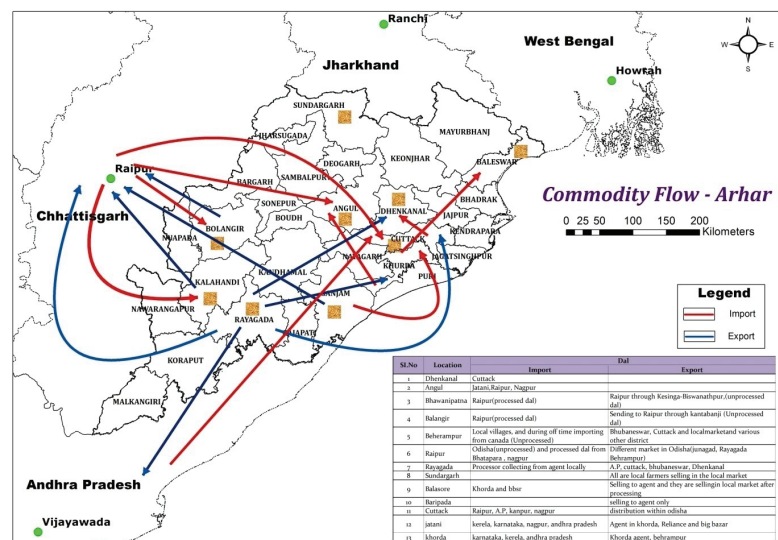 Ranchi
West Bengal
Jharkhand
Howrah
N
W E
S
SUNDARGARH
JHARSUGADA
MAYURBHANJ
DEOGARH
KEONJHAR
BALESWAR
Raipur
BARGARH
SAMBALPUR
SONEPUR
ANGUL
DHENKANAL
BHADRAK
JAJPUR
Commodity Flow - Arhar
Chhattisgarh
BOLANGIR
BOUDH
KENDRAPARA
NUAPADA
CUTTACK
NAYAGARH
JAGATSINGHPUR
0 25 50 100 150 200
Kilometers
KHURDA
PURI
KALAHANDI
KANDHAMAL
GANJAM
NAWARANGAPUR
RAYAGADA
GAJAPATI
KORAPUT
MALKANGIRI
Legend
Import
Export
Andhra Pradesh
Vijayawada
Sl.No Location Dal
Import Export
1 Dhenkanal Cuttack
2 Angul Jatani,Raipur, Nagpur
3 Bhawanipatna Raipur(processed dal) Raipur through Kesinga-Biswanathpur,(unprocessed
dal)
4 Balangir Raipur(processed dal) Sending to Raipur through kantabanji (Unprocessed
dal)
5 Beherampur Local villages, and during off time importing
from canada (Unprocessed) Bhubaneswar, Cuttack and localmarketand various
other district
6 Raipur Odisha(unprocessed) and processed dal from
Bhatapara , nagpur Different market in Odisha(junagad, Rayagada
Behrampur)
7 Rayagada Processor collecting from agent locally A.P, cuttack, bhubaneswar, Dhenkanal
8 Sundargarh All are local farmers selling in the local market
9 Balasore Khorda and bbsr Selling to agent and they are sellingin local market after
processing
10 Baripada selling to agent only
11 Cuttack Raipur, A.P, kanpur, nagpur distribution within odisha
12 jatani kerela, karnataka, nagpur, andhra pradesh Agent in khorda, Reliance and big bazar
13 khorda karnataka, kerela, andhra pradesh Khorda agent, behrampur